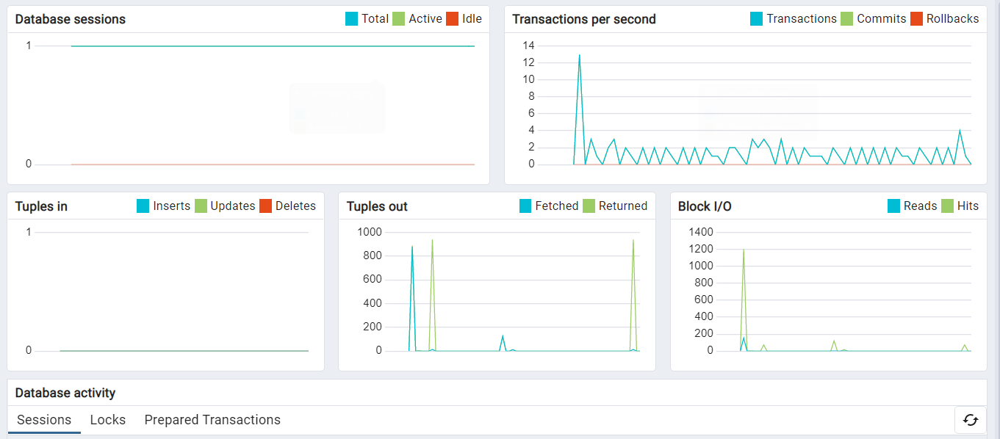 Database sessions
Total Active Idle
1
0
Transactions per second
Transactions Commits Rollbacks
14
12
10
8
6
4
2
0
Tuples in
Inserts Updates Deletes
1
0
Tuples out
Fetched Returned
1000
800
600
400
200
0
Block I/O
Reads Hits
1400
1200
1000
800
600
400
200
0
Database activity
Sessions Locks Prepared Transactions